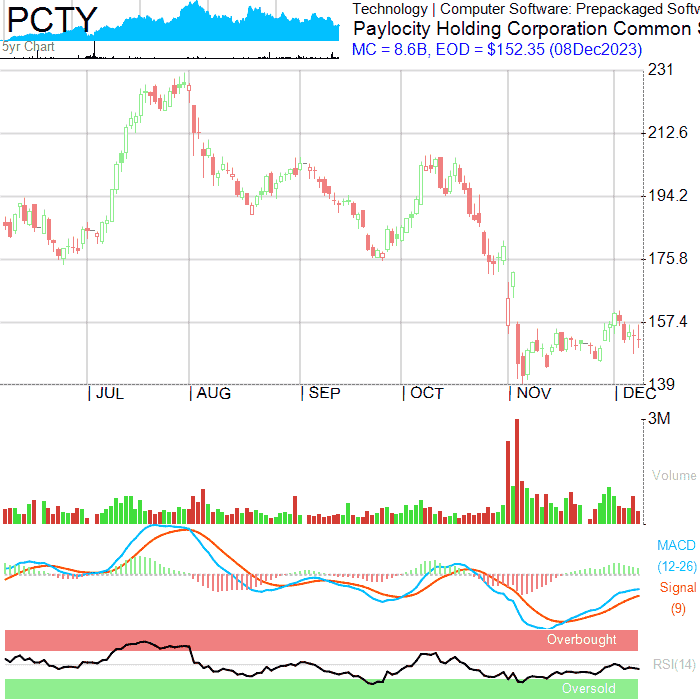 PCTY
5yr Chart
Technology | Computer Software: Prepackaged Softw
Paylocity Holding Corporation Common S
MC = 8.6B, EOD = $152.35 (08Dec2023)
231
212.6
194.2
175.8
157.4
139
| JUL | AUG | SEP | OCT | NOV | DEC
3M
Volume
MACD
(12-26)
Signal
(9)
Overbought
RSI(14)
Oversold